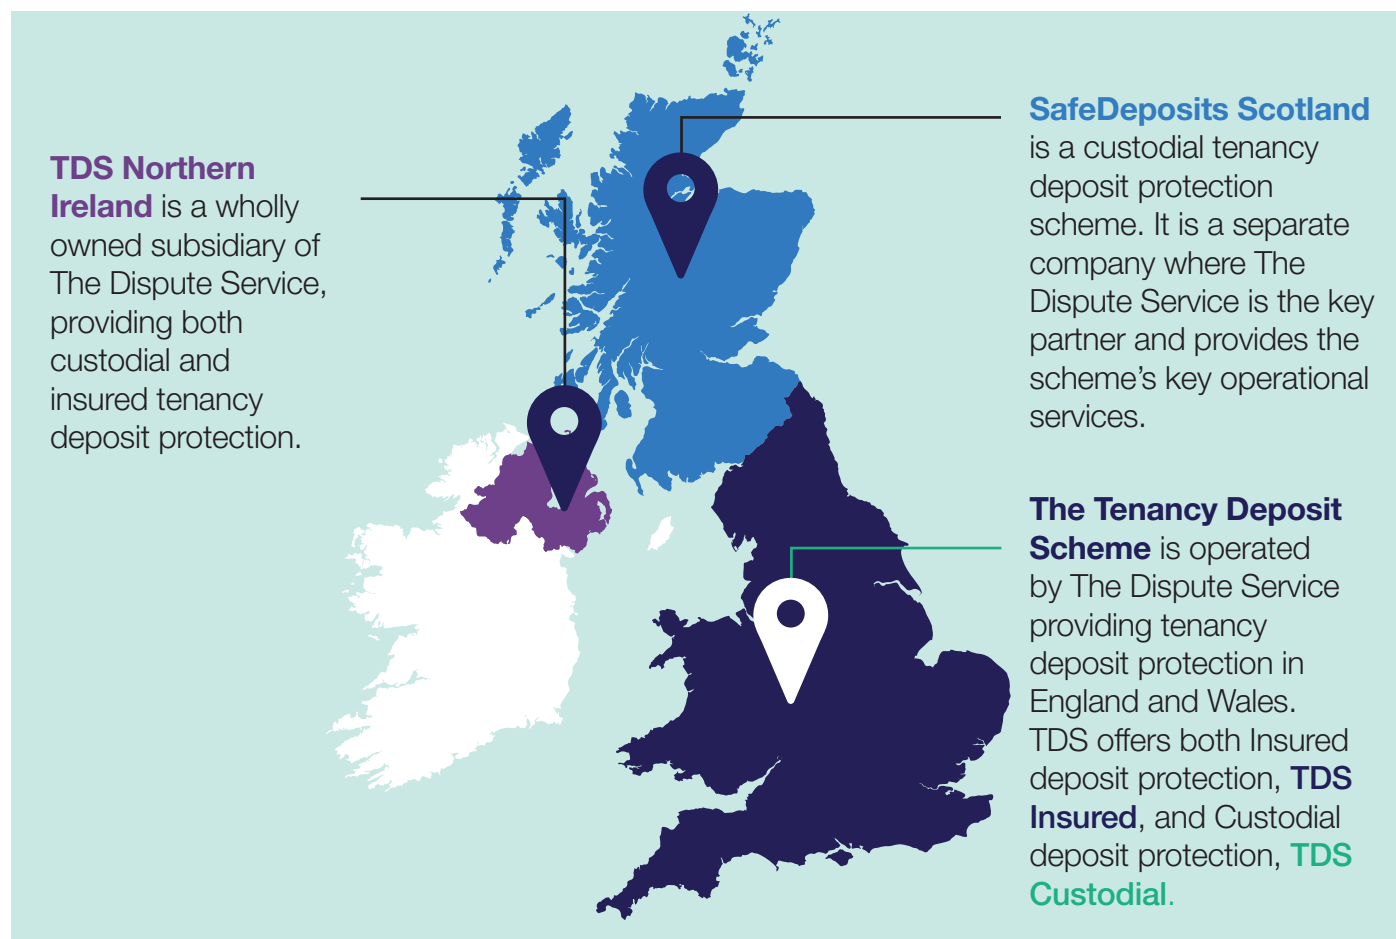 TDS Northern
Ireland is a wholly
owned subsidiary of
The Dispute Service,
providing both
custodial and
insured tenancy
deposit protection.
SafeDeposits Scotland
is a custodial tenancy
deposit protection
scheme. It is a separate
company where The
Dispute Service is the key
partner and provides the
scheme’s key operational
services.
The Tenancy Deposit
Scheme is operated
by The Dispute Service
providing tenancy
deposit protection in
England and Wales.
TDS offers both Insured
deposit protection, TDS
Insured, and Custodial
deposit protection, TDS
Custodial.